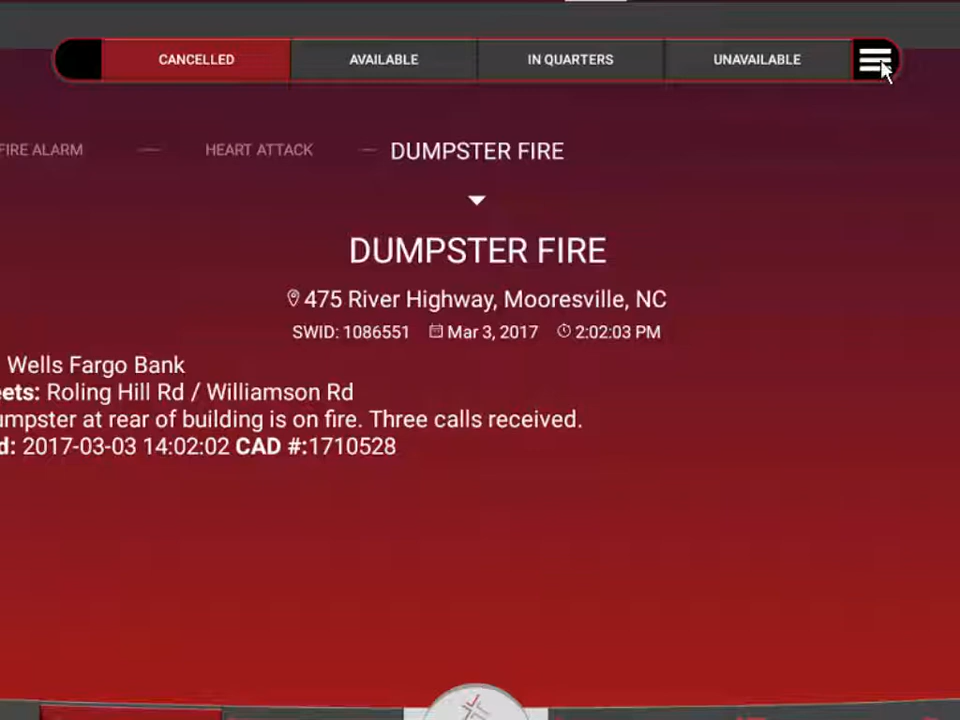 CANCELLED AVAILABLE IN QUARTERS UNAVAILABLE
FIRE ALARM — HEART ATTACK — DUMPSTER FIRE
DUMPSTER FIRE
475 River Highway, Mooresville, NC
SWID: 1086551 Mar 3, 2017 2:02:03 PM
Wells Fargo Bank
eets: Roling Hill Rd / Williamson Rd
umpster at rear of building is on fire. Three calls received.
d: 2017-03-03 14:02:02 CAD #:1710528